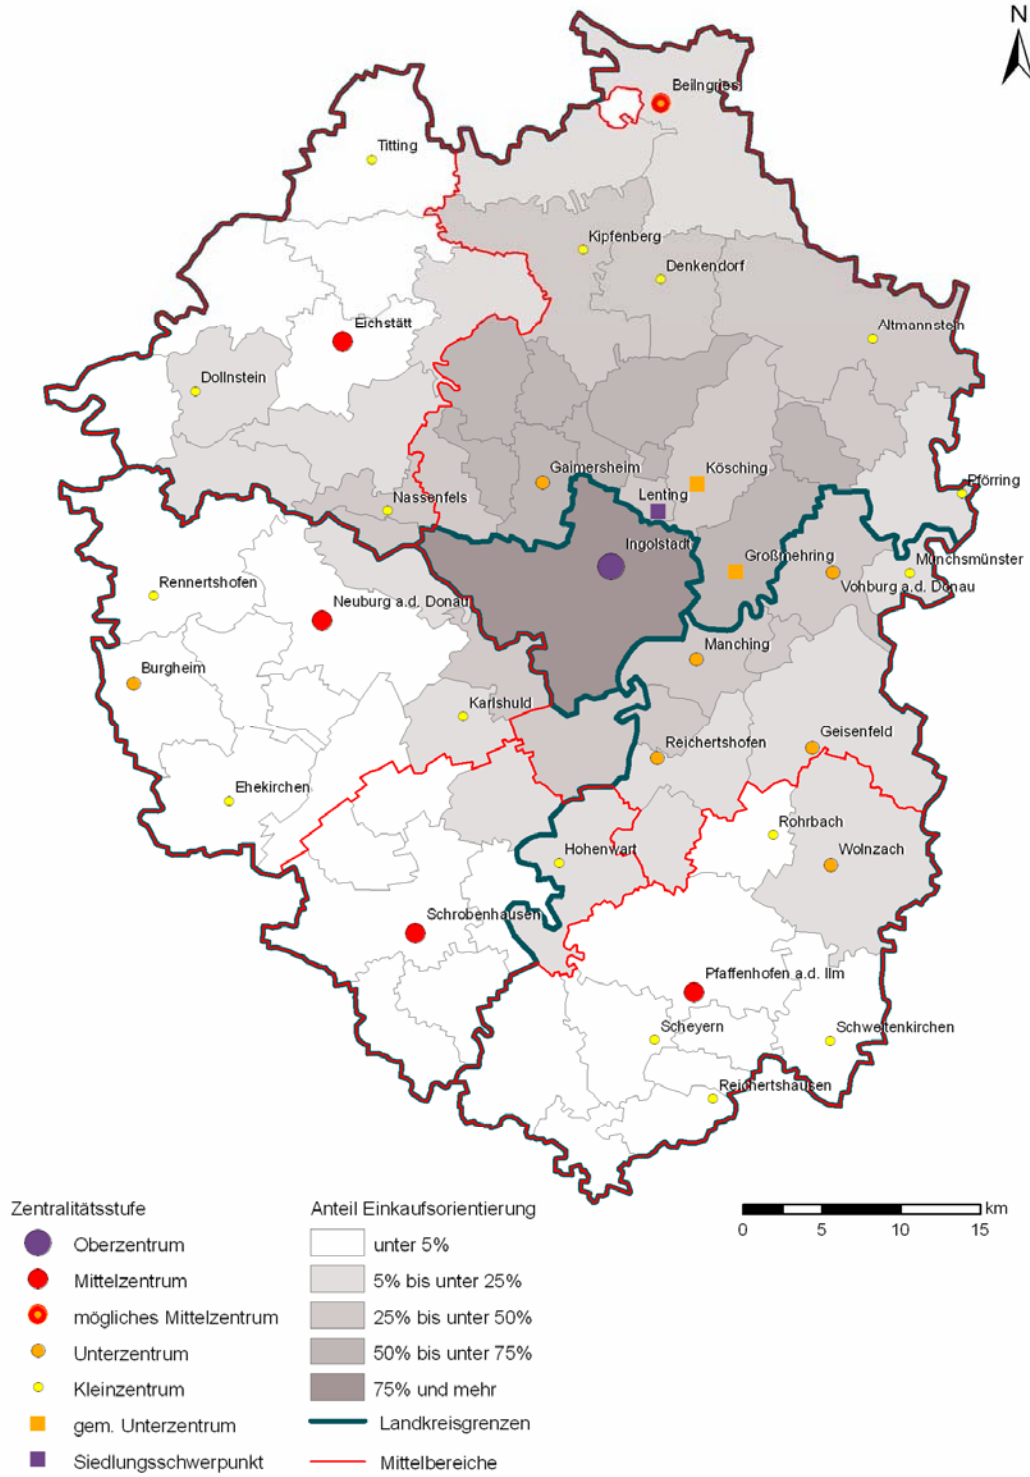 N
Beilngries
Titting
Kipfenberg
Denkendorf
Eichstätt
Altmannstein
Dollnstein
Gaimersheim
Kösching
Nassenfels
Lenting
Pförring
Ingolstadt
Großmehring
Münchsmünster
Rennertshofen
Vohburg a.d. Donau
Neuburg a.d. Donau
Manching
Burgheim
Karlshuld
Geisenfeld
Reichertshofen
Ehekirchen
Rohrbach
Hohenwart
Wolnzach
Schrobenhausen
Pfaffenhofen a.d. Ilm
Scheyern
Schweitenkirchen
Reichertshausen
Zentralitätsstufe
Oberzentrum
Mittelzentrum
mögliches Mittelzentrum
Unterzentrum
Kleinzentrum
gem. Unterzentrum
Siedlungsschwerpunkt
Anteil Einkaufsorientierung
unter 5%
5% bis unter 25%
25% bis unter 50%
50% bis unter 75%
75% und mehr
Landkreisgrenzen
Mittelbereiche
km
0 5 10 15